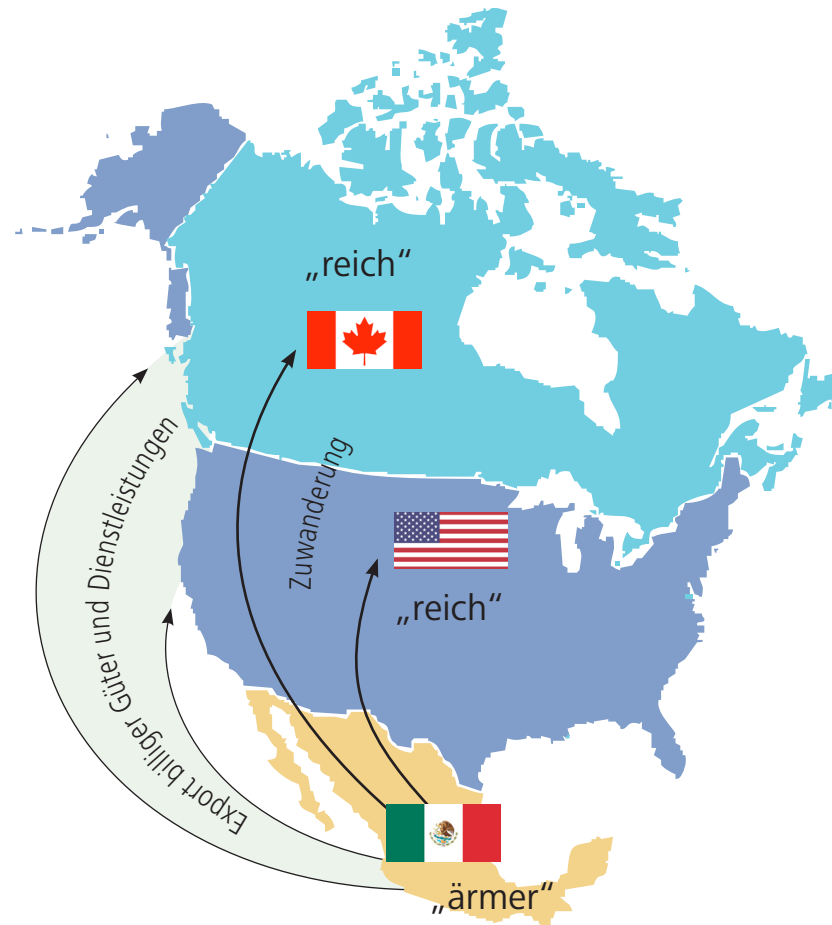 „reich“
Zuwanderung
Export billiger Güter und Dienstleistungen
„reich“
„ärmer“